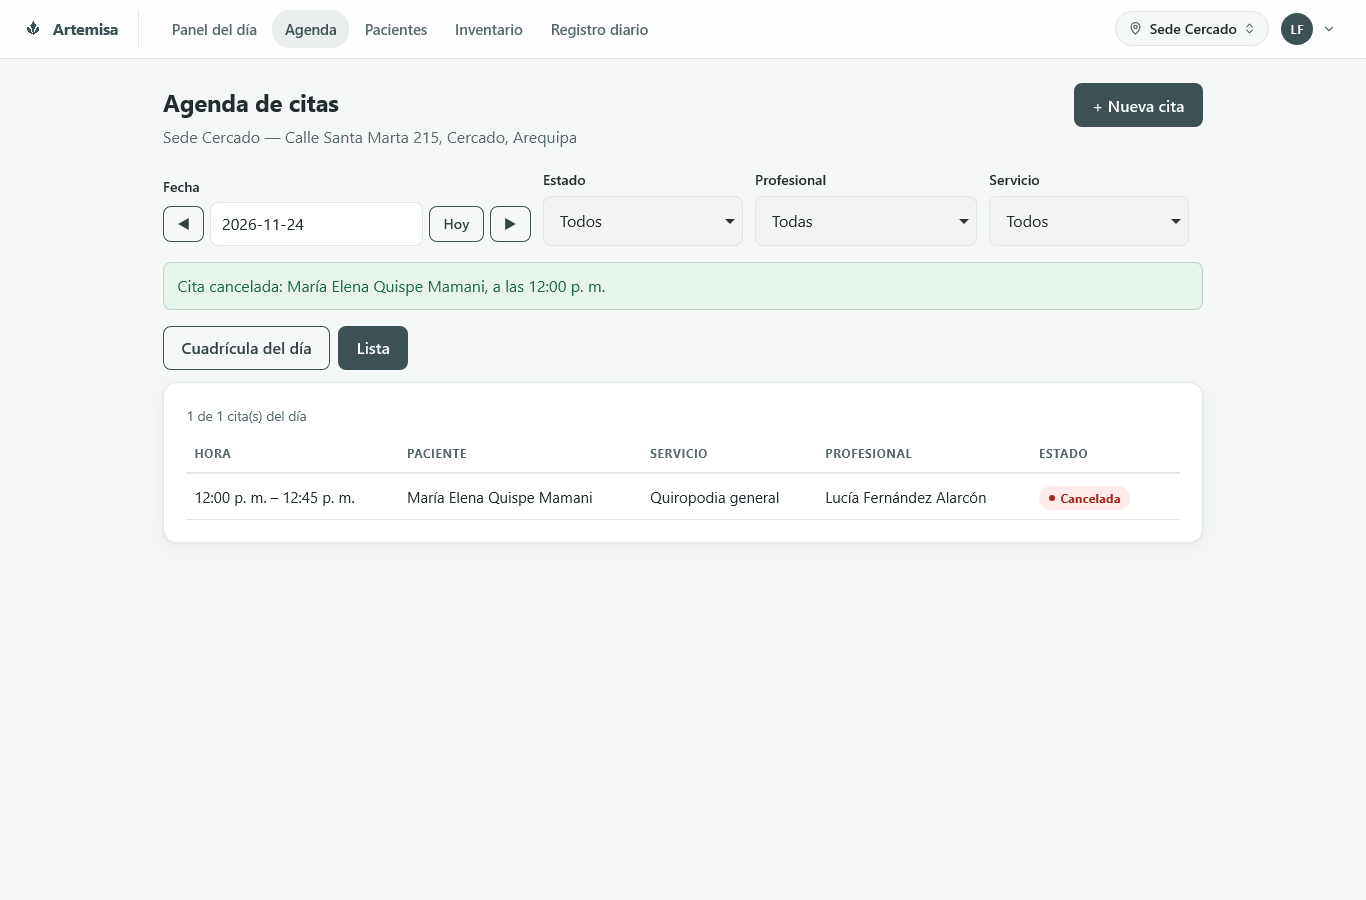 Artemisa
Panel del día
Agenda
Pacientes
Inventario
Registro diario
Sede Cercado
LF
Agenda de citas
Sede Cercado — Calle Santa Marta 215, Cercado, Arequipa
+ Nueva cita
Fecha
2026-11-24
Hoy
Estado
Todos
Profesional
Todas
Servicio
Todos
Cita cancelada: María Elena Quispe Mamani, a las 12:00 p. m.
Cuadrícula del día
Lista
1 de 1 cita(s) del día
HORA PACIENTE SERVICIO PROFESIONAL ESTADO
12:00 p. m. – 12:45 p. m. María Elena Quispe Mamani Quiropodia general Lucía Fernández Alarcón Cancelada